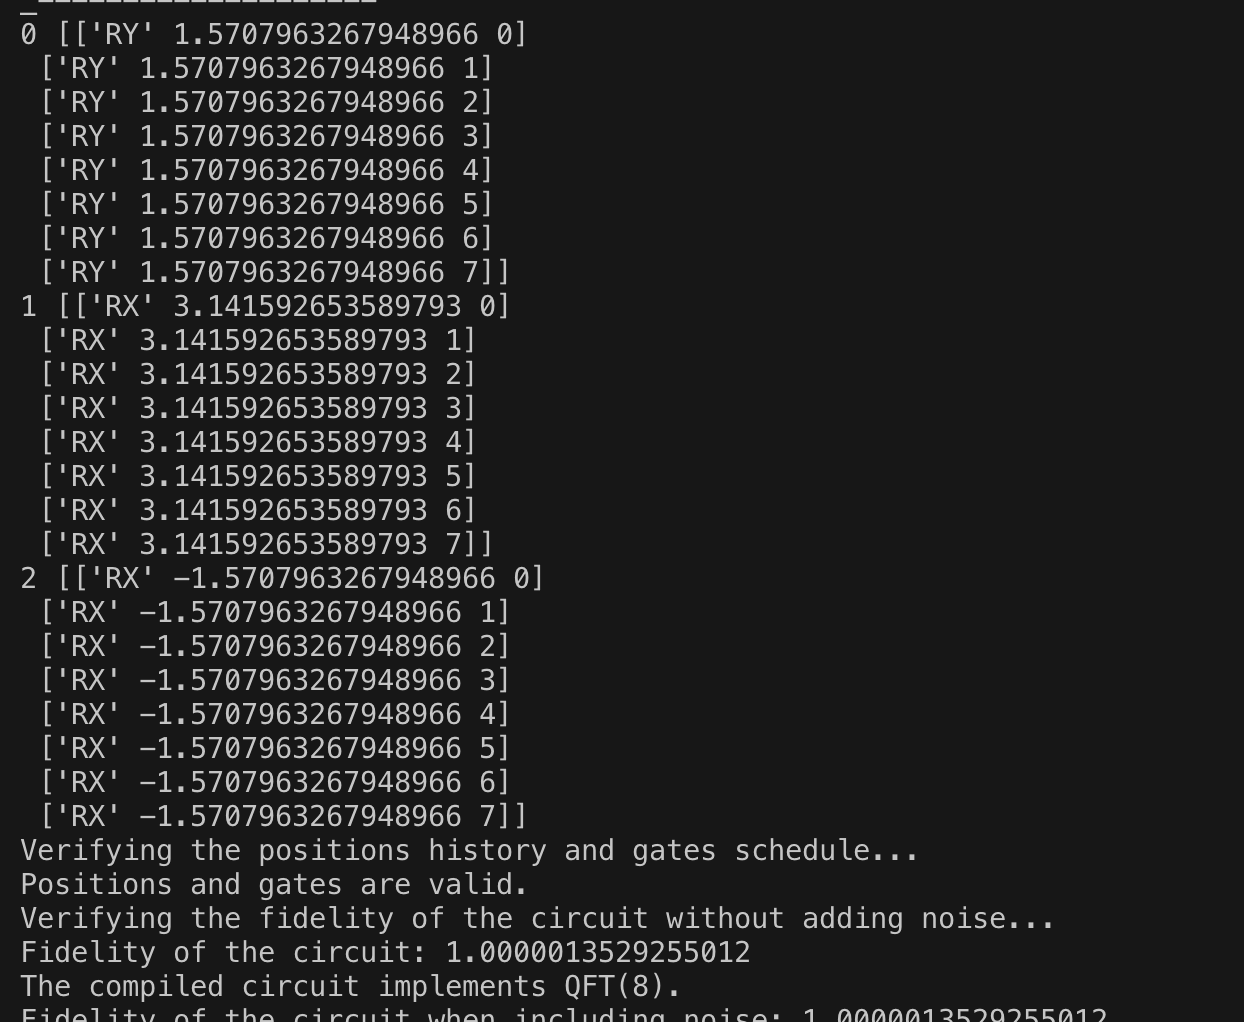 0 [['RY' 1.5707963267948966 0]
['RY' 1.5707963267948966 1]
['RY' 1.5707963267948966 2]
['RY' 1.5707963267948966 3]
['RY' 1.5707963267948966 4]
['RY' 1.5707963267948966 5]
['RY' 1.5707963267948966 6]
['RY' 1.5707963267948966 7]]
1 [['RX' 3.141592653589793 0]
['RX' 3.141592653589793 1]
['RX' 3.141592653589793 2]
['RX' 3.141592653589793 3]
['RX' 3.141592653589793 4]
['RX' 3.141592653589793 5]
['RX' 3.141592653589793 6]
['RX' 3.141592653589793 7]]
2 [['RX' -1.5707963267948966 0]
['RX' -1.5707963267948966 1]
['RX' -1.5707963267948966 2]
['RX' -1.5707963267948966 3]
['RX' -1.5707963267948966 4]
['RX' -1.5707963267948966 5]
['RX' -1.5707963267948966 6]
['RX' -1.5707963267948966 7]]
Verifying the positions history and gates schedule...
Positions and gates are valid.
Verifying the fidelity of the circuit without adding noise...
Fidelity of the circuit: 1.0000013529255012
The compiled circuit implements QFT(8).
Fidelity of the circuit when including noise: 1.0000013529255012